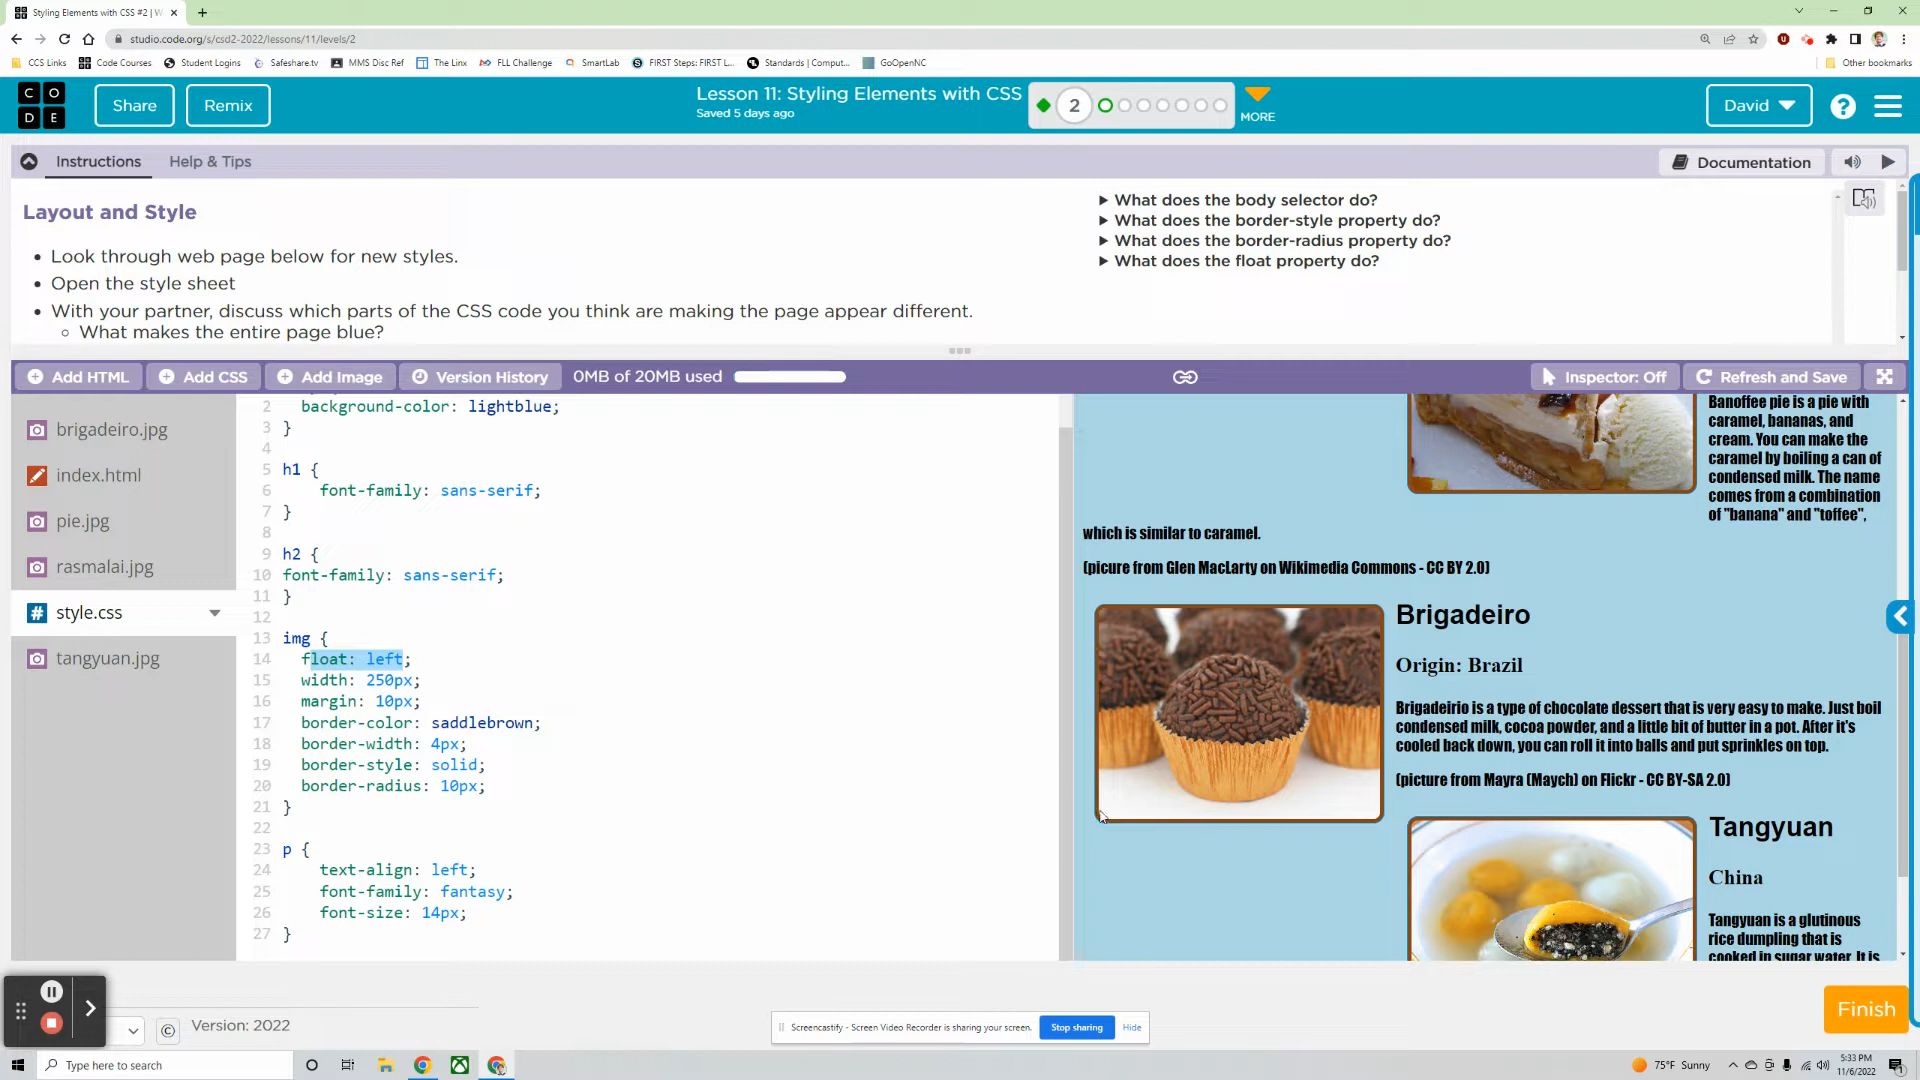 Styling Elements with CSS #2 | W
studio.code.org/s/csd2-2022/lessons/11/levels/2
CCS Links
Code Courses
Student Logins
Safeshare.tv
MMS Disc Ref
The Linx
FLL Challenge
SmartLab
FIRST Steps: FIRST L...
Standards | Comput...
GoOpenNC
Other bookmarks
C O
D E
Share
Remix
Lesson 11: Styling Elements with CSS
Saved 5 days ago
2
MORE
David
?
Instructions
Help & Tips
Documentation
Layout and Style
Look through web page below for new styles.
Open the style sheet
With your partner, discuss which parts of the CSS code you think are making the page appear different.
What makes the entire page blue?
What does the body selector do?
What does the border-style property do?
What does the border-radius property do?
What does the float property do?
Add HTML
Add CSS
Add Image
Version History
0MB of 20MB used
Inspector: Off
Refresh and Save
brigadeiro.jpg
index.html
pie.jpg
rasmalai.jpg
style.css
tangyuan.jpg
2 background-color: lightblue;
3 }
4
5 h1 {
6 font-family: sans-serif;
7 }
8
9 h2 {
10 font-family: sans-serif;
11 }
12
13 img {
14 float: left;
15 width: 250px;
16 margin: 10px;
17 border-color: saddlebrown;
18 border-width: 4px;
19 border-style: solid;
20 border-radius: 10px;
21 }
22
23 p {
24 text-align: left;
25 font-family: fantasy;
26 font-size: 14px;
27 }
Banoffee pie is a pie with
caramel, bananas, and
cream. You can make the
caramel by boiling a can of
condensed milk. The name
comes from a combination
of "banana" and "toffee",
which is similar to caramel.
(picure from Glen MacLarty on Wikimedia Commons - CC BY 2.0)
Brigadeiro
Origin: Brazil
Brigadeirio is a type of chocolate dessert that is very easy to make. Just boil
condensed milk, cocoa powder, and a little bit of butter in a pot. After it's
cooled back down, you can roll it into balls and put sprinkles on top.
(picture from Mayra (Maych) on Flickr - CC BY-SA 2.0)
Tangyuan
China
Tangyuan is a glutinous
rice dumpling that is
cooked in sugar water. It is
Finish
Version: 2022
Screencastify - Screen Video Recorder is sharing your screen.
Stop sharing
Hide
Type here to search
75°F Sunny
5:33 PM
11/6/2022